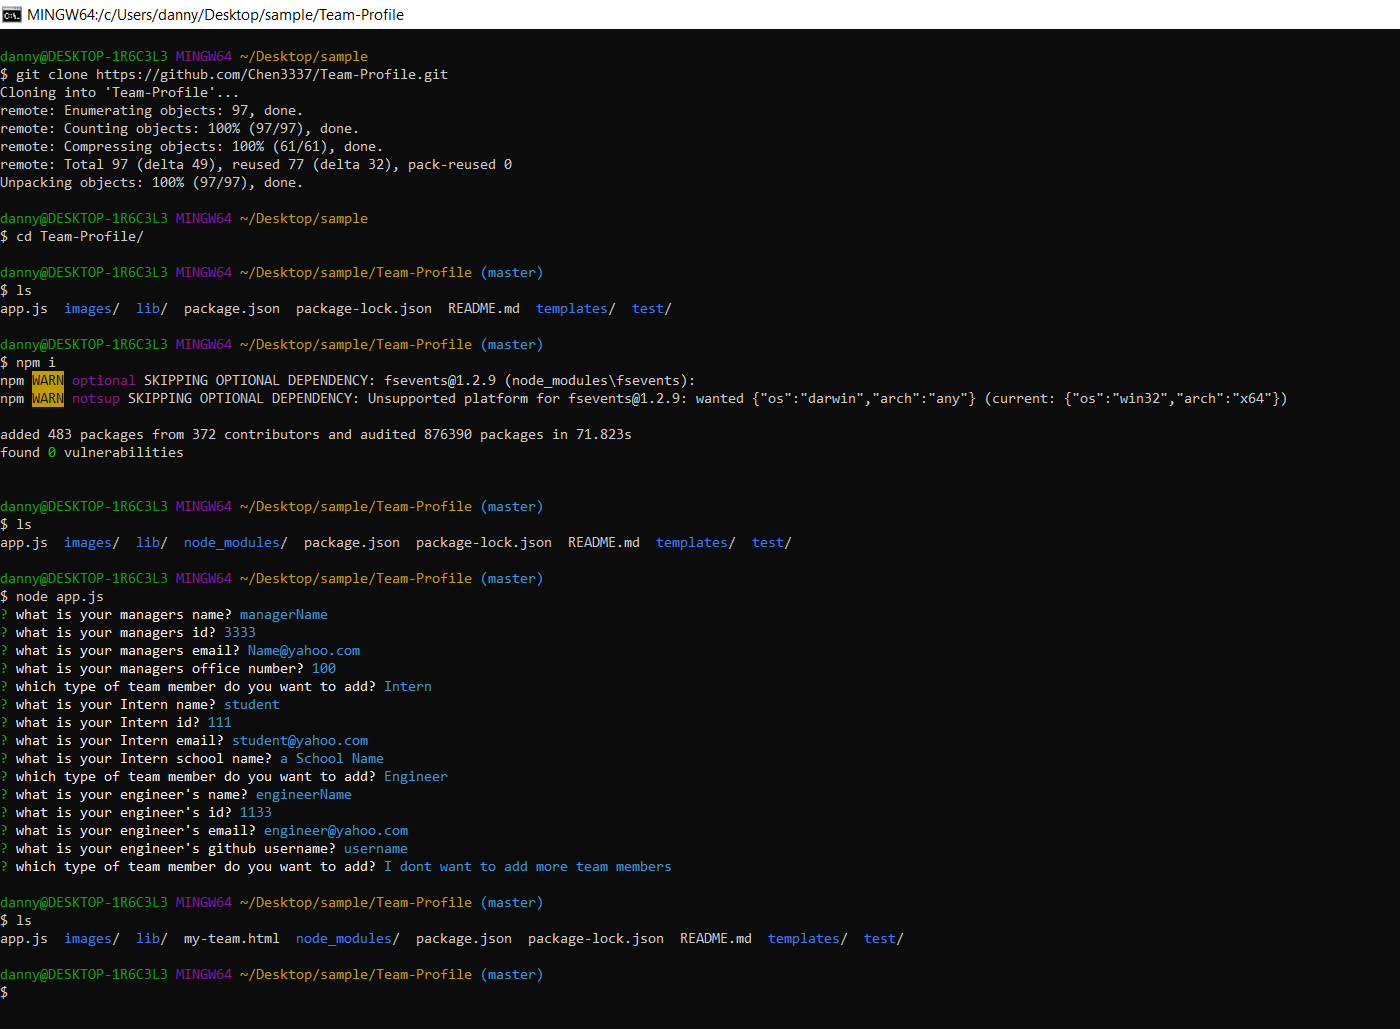 MINGW64:/c/Users/danny/Desktop/sample/Team-Profile
danny@DESKTOP-1R6C3L3 MINGW64 ~/Desktop/sample
$ git clone https://github.com/Chen3337/Team-Profile.git
Cloning into 'Team-Profile'...
remote: Enumerating objects: 97, done.
remote: Counting objects: 100% (97/97), done.
remote: Compressing objects: 100% (61/61), done.
remote: Total 97 (delta 49), reused 77 (delta 32), pack-reused 0
Unpacking objects: 100% (97/97), done.
danny@DESKTOP-1R6C3L3 MINGW64 ~/Desktop/sample
$ cd Team-Profile/
danny@DESKTOP-1R6C3L3 MINGW64 ~/Desktop/sample/Team-Profile (master)
$ ls
app.js  images/  lib/  package.json  package-lock.json  README.md  templates/  test/
danny@DESKTOP-1R6C3L3 MINGW64 ~/Desktop/sample/Team-Profile (master)
$ npm i
npm WARN optional SKIPPING OPTIONAL DEPENDENCY: fsevents@1.2.9 (node_modules\fsevents):
npm WARN notsup SKIPPING OPTIONAL DEPENDENCY: Unsupported platform for fsevents@1.2.9: wanted {"os":"darwin","arch":"any"} (current: {"os":"win32","arch":"x64"})
added 483 packages from 372 contributors and audited 876390 packages in 71.823s
found 0 vulnerabilities
danny@DESKTOP-1R6C3L3 MINGW64 ~/Desktop/sample/Team-Profile (master)
$ ls
app.js  images/  lib/  node_modules/  package.json  package-lock.json  README.md  templates/  test/
danny@DESKTOP-1R6C3L3 MINGW64 ~/Desktop/sample/Team-Profile (master)
$ node app.js
? what is your managers name? managerName
? what is your managers id? 3333
? what is your managers email? Name@yahoo.com
? what is your managers office number? 100
? which type of team member do you want to add? Intern
? what is your Intern name? student
? what is your Intern id? 111
? what is your Intern email? student@yahoo.com
? what is your Intern school name? a School Name
? which type of team member do you want to add? Engineer
? what is your engineer's name? engineerName
? what is your engineer's id? 1133
? what is your engineer's email? engineer@yahoo.com
? what is your engineer's github username? username
? which type of team member do you want to add? I dont want to add more team members
danny@DESKTOP-1R6C3L3 MINGW64 ~/Desktop/sample/Team-Profile (master)
$ ls
app.js  images/  lib/  my-team.html  node_modules/  package.json  package-lock.json  README.md  templates/  test/
danny@DESKTOP-1R6C3L3 MINGW64 ~/Desktop/sample/Team-Profile (master)
$